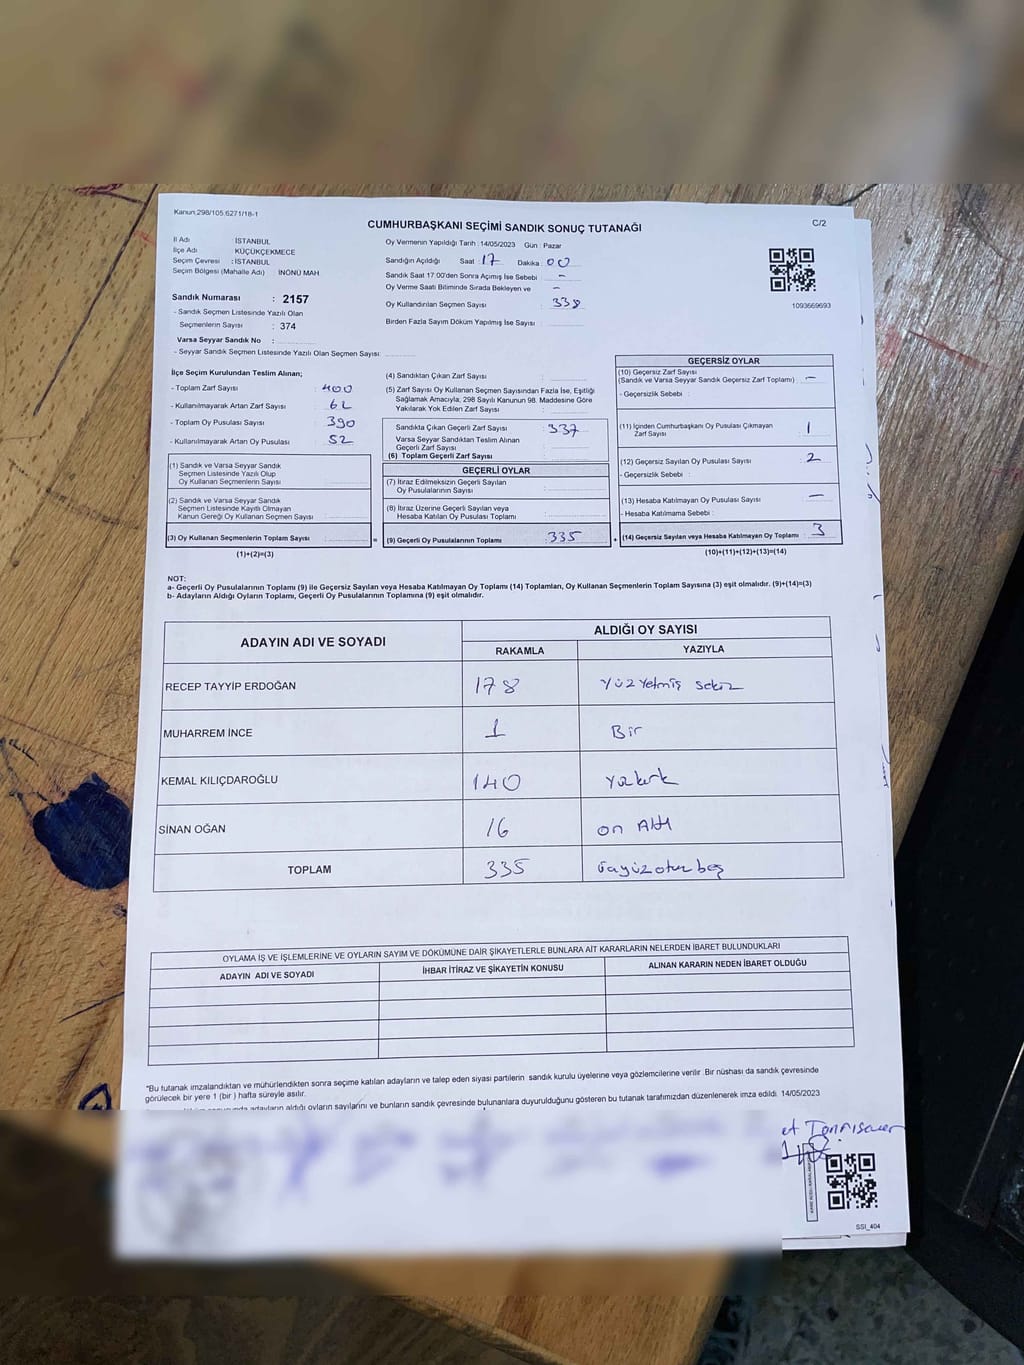 Kanun:298/105.6271/18-1
CUMHURBAŞKANI SEÇİMİ SANDIK SONUÇ TUTANAĞI
C/2
İl Adı : İSTANBUL
İlçe Adı : KÜÇÜKÇEKMECE
Seçim Çevresi : İSTANBUL
Seçim Bölgesi (Mahalle Adı) : İNÖNÜ MAH
Sandık Numarası : 2157
- Sandık Seçmen Listesinde Yazılı Olan
Seçmenlerin Sayısı : 374
Varsa Seyyar Sandık No :
- Seyyar Sandık Seçmen Listesinde Yazılı Olan Seçmen Sayısı:
Oy Vermenin Yapıldığı Tarih : 14/05/2023 Gün : Pazar
Sandığın Açıldığı Saat : 17 Dakika : 00
Sandık Saat 17.00'den Sonra Açımış İse Sebebi : -
Oy Verme Saati Bitiminde Sırada Bekleyen ve -
Oy Kullandırılan Seçmen Sayısı : 338
Birden Fazla Sayım Döküm Yapılmış İse Sayısı :
1093669693
İlçe Seçim Kurulundan Teslim Alınan;
- Toplam Zarf Sayısı : 400
- Kullanılmayarak Artan Zarf Sayısı : 62
- Toplam Oy Pusulası Sayısı : 390
- Kullanılmayarak Artan Oy Pusulası : 52
(1) Sandık ve Varsa Seyyar Sandık
Seçmen Listesinde Yazılı Olup
Oy Kullanan Seçmenlerin Sayısı :
(2) Sandık ve Varsa Seyyar Sandık
Seçmen Listesinde Kayıtlı Olmayan
Kanun Gereği Oy Kullanan Seçmen Sayısı :
(3) Oy Kullanan Seçmenlerin Toplam Sayısı :
(1)+(2)=(3)
=
(4) Sandıktan Çıkan Zarf Sayısı :
(5) Zarf Sayısı Oy Kullanan Seçmen Sayısından Fazla İse, Eşitliği
Sağlamak Amacıyla, 298 Sayılı Kanunun 98. Maddesine Göre
Yakılarak Yok Edilen Zarf Sayısı :
Sandıkta Çıkan Geçerli Zarf Sayısı : 337
Varsa Seyyar Sandıktan Teslim Alınan
Geçerli Zarf Sayısı :
(6) Toplam Geçerli Zarf Sayısı :
GEÇERLİ OYLAR
(7) İtiraz Edilmeksizin Geçerli Sayılan
Oy Pusulalarının Sayısı :
(8) İtiraz Üzerine Geçerli Sayılan veya
Hesaba Katılan Oy Pusulası Toplamı :
(9) Geçerli Oy Pusulalarının Toplamı : 335
+
GEÇERSİZ OYLAR
(10) Geçersiz Zarf Sayısı
(Sandık ve Varsa Seyyar Sandık Geçersiz Zarf Toplamı) : -
- Geçersizlik Sebebi :
(11) İçinden Cumhurbaşkanı Oy Pusulası Çıkmayan
Zarf Sayısı : 1
(12) Geçersiz Sayılan Oy Pusulası Sayısı : 2
- Geçersizlik Sebebi :
(13) Hesaba Katılmayan Oy Pusulası Sayısı : -
- Hesaba Katılmama Sebebi :
(14) Geçersiz Sayılan veya Hesaba Katılmayan Oy Toplamı : 3
(10)+(11)+(12)+(13)=(14)
NOT:
a- Geçerli Oy Pusulalarının Toplamı (9) ile Geçersiz Sayılan veya Hesaba Katılmayan Oy Toplamı (14) Toplamları, Oy Kullanan Seçmenlerin Toplam Sayısına (3) eşit olmalıdır. (9)+(14)=(3)
b- Adayların Aldığı Oyların Toplamı, Geçerli Oy Pusulalarının Toplamına (9) eşit olmalıdır.
ADAYIN ADI VE SOYADI
ALDIĞI OY SAYISI
RAKAMLA YAZIYLA
RECEP TAYYİP ERDOĞAN 178 Yüz Yetmiş sekiz
MUHARREM İNCE 1 Bir
KEMAL KILIÇDAROĞLU 140 Yüzkırk
SİNAN OĞAN 16 on Altı
TOPLAM 335 üçyüzotuz beş
OYLAMA İŞ VE İŞLEMLERİNE VE OYLARIN SAYIM VE DÖKÜMÜNE DAİR ŞİKAYETLERLE BUNLARA AİT KARARLARIN NELERDEN İBARET BULUNDUKLARI
ADAYIN ADI VE SOYADI
İHBAR İTİRAZ VE ŞİKAYETİN KONUSU
ALINAN KARARIN NEDEN İBARET OLDUĞU
*Bu tutanak imzalandıktan ve mühürlendikten sonra seçime katılan adayların ve talep eden siyasi partilerin sandık kurulu üyelerine veya gözlemcilerine verilir .Bir nüshası da sandık çevresinde
görülecek bir yere 1 (bir ) hafta süreyle asılır.
adayların aldığı oyların sayılarını ve bunların sandık çevresinde bulunanlara duyurulduğunu gösteren bu tutanak tarafımızdan düzenlenerek imza edildi. 14/05/2023
SSI_404